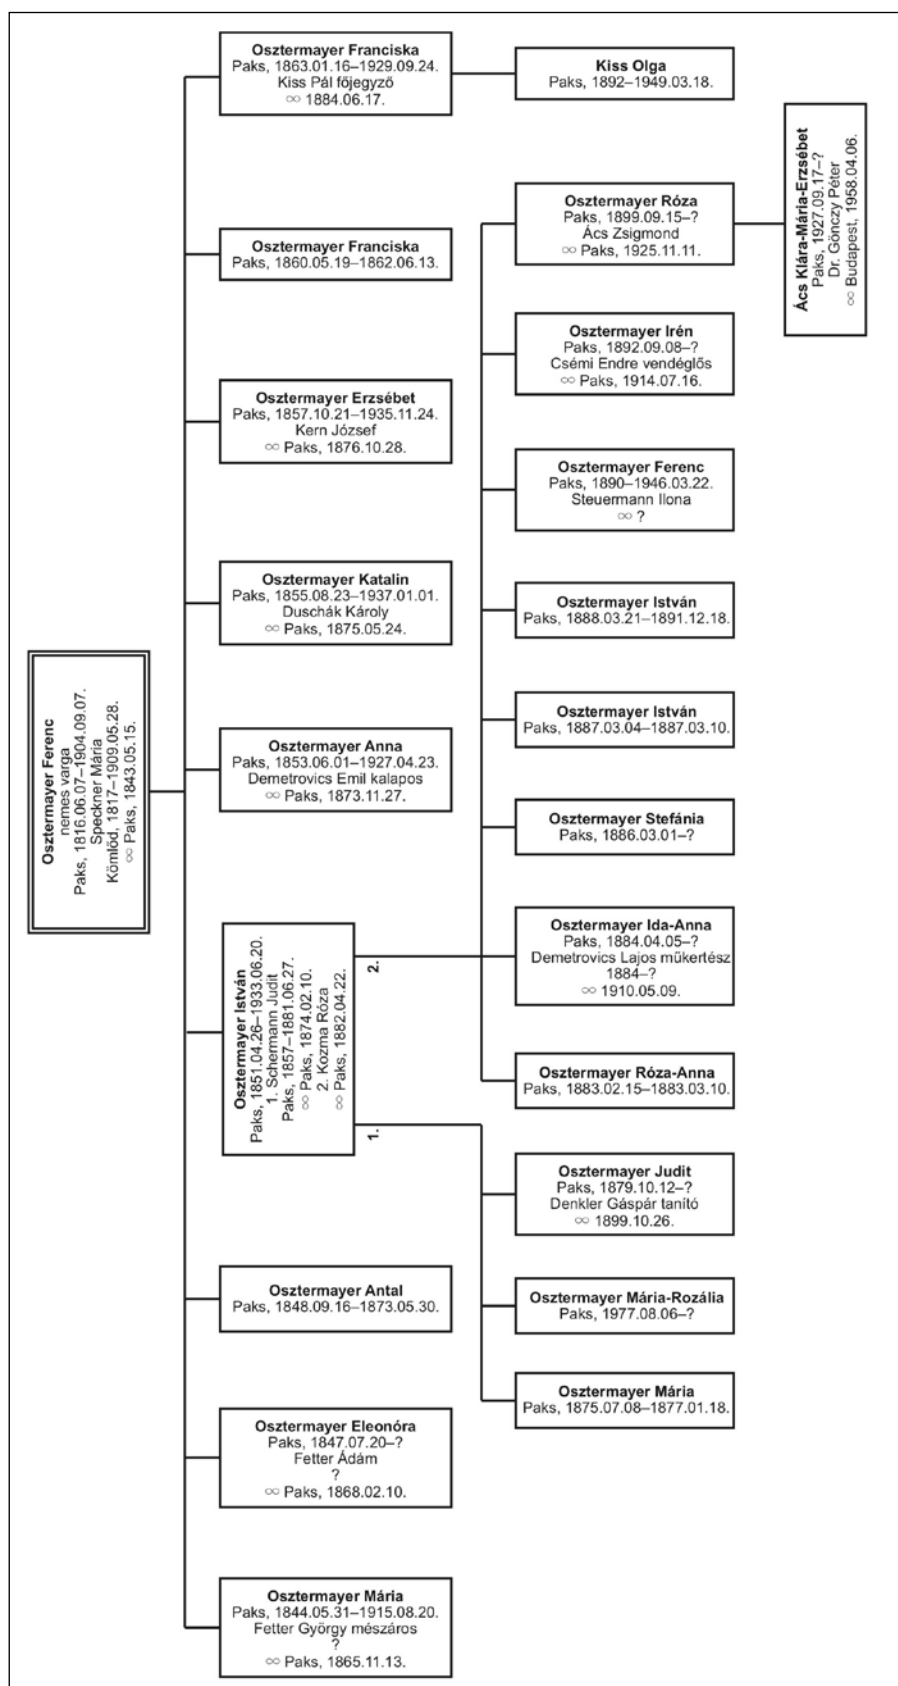 Osztermayer Ferenc
nemes varga
Paks, 1816.06.07–1904.09.07.
Speckner Mária
Kömlőd, 1817–1909.05.28.
∞ Paks, 1843.05.15.
Osztermayer Franciska
Paks, 1863.01.16–1929.09.24.
Kiss Pál főjegyző
∞ 1884.06.17.
Kiss Olga
Paks, 1892–1949.03.18.
Osztermayer Franciska
Paks, 1860.05.19–1862.06.13.
Osztermayer Erzsébet
Paks, 1857.10.21–1935.11.24.
Kern József
∞ Paks, 1876.10.28.
Osztermayer Katalin
Paks, 1855.08.23–1937.01.01.
Duschák Károly
∞ Paks, 1875.05.24.
Osztermayer Anna
Paks, 1853.06.01–1927.04.23.
Demetrovics Emil kalapos
∞ Paks, 1873.11.27.
Osztermayer István
Paks, 1851.04.26–1933.06.20.
1. Schermann Judit
Paks, 1857–1881.06.27.
∞ Paks, 1874.02.10.
2. Kozma Róza
∞ Paks, 1882.04.22.
2.
1.
Osztermayer Antal
Paks, 1848.09.16–1873.05.30.
Osztermayer Eleonóra
Paks, 1847.07.20–?
Fetter Ádám
?
∞ Paks, 1868.02.10.
Osztermayer Mária
Paks, 1844.05.31–1915.08.20.
Fetter György mészáros
?
∞ Paks, 1865.11.13.
Osztermayer Róza
Paks, 1899.09.15–?
Ács Zsigmond
∞ Paks, 1925.11.11.
Ács Klára-Mária-Erzsébet
Paks, 1927.09.17–?
Dr. Gönczy Péter
∞ Budapest, 1958.04.06.
Osztermayer Irén
Paks, 1892.09.08–?
Csémi Endre vendéglős
∞ Paks, 1914.07.16.
Osztermayer Ferenc
Paks, 1890–1946.03.22.
Steuermann Ilona
∞ ?
Osztermayer István
Paks, 1888.03.21–1891.12.18.
Osztermayer István
Paks, 1887.03.04–1887.03.10.
Osztermayer Stefánia
Paks, 1886.03.01–?
Osztermayer Ida-Anna
Paks, 1884.04.05–?
Demetrovics Lajos műkertész
1884–?
∞ 1910.05.09.
Osztermayer Róza-Anna
Paks, 1883.02.15–1883.03.10.
Osztermayer Judit
Paks, 1879.10.12–?
Denkler Gáspár tanító
∞ 1899.10.26.
Osztermayer Mária-Rozália
Paks, 1977.08.06–?
Osztermayer Mária
Paks, 1875.07.08–1877.01.18.